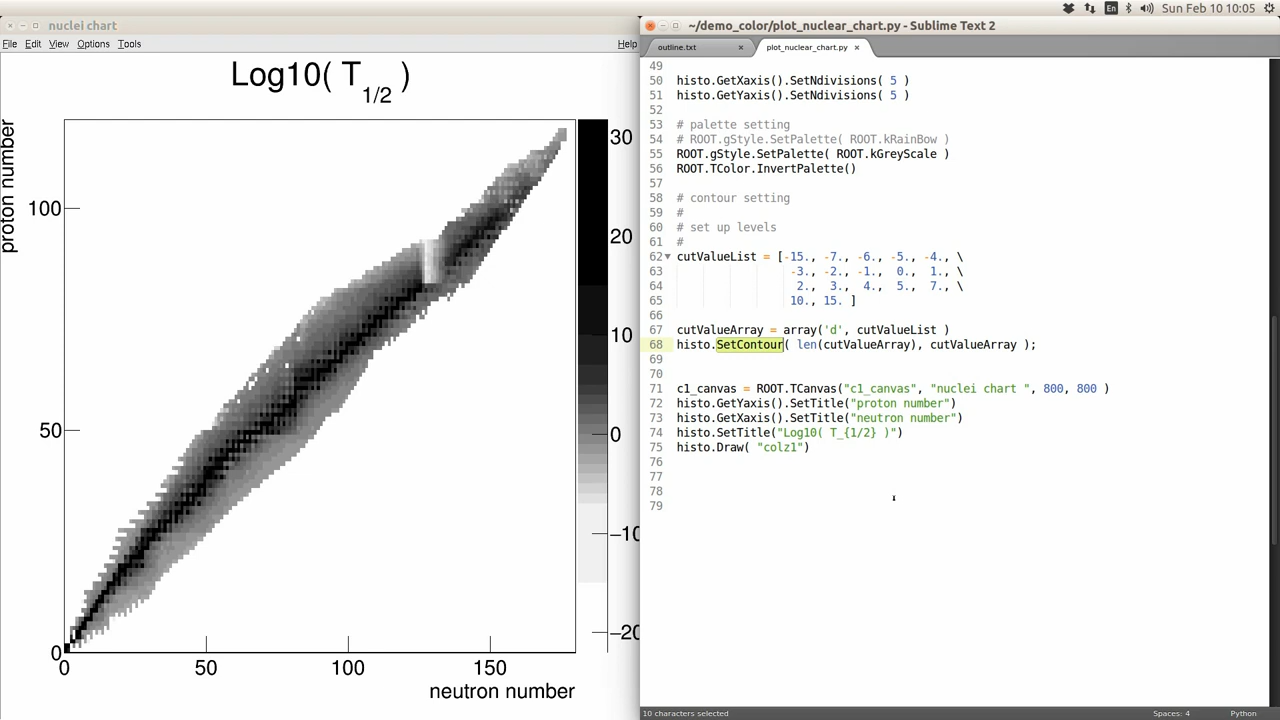 nuclei chart
File Edit View Options Tools Help
Log10( T1/2 )
proton number
100
50
0
0 50 100 150
neutron number
30
20
10
0
−10
−20
En Sun Feb 10 10:05
~/demo_color/plot_nuclear_chart.py - Sublime Text 2
outline.txt × plot_nuclear_chart.py ×
49
50 histo.GetXaxis().SetNdivisions( 5 )
51 histo.GetYaxis().SetNdivisions( 5 )
52
53 # palette setting
54 # ROOT.gStyle.SetPalette( ROOT.kRainBow )
55 ROOT.gStyle.SetPalette( ROOT.kGreyScale )
56 ROOT.TColor.InvertPalette()
57
58 # contour setting
59 #
60 # set up levels
61 #
62 cutValueList = [-15., -7., -6., -5., -4., \
63 -3., -2., -1., 0., 1., \
64 2., 3., 4., 5., 7., \
65 10., 15. ]
66
67 cutValueArray = array('d', cutValueList )
68 histo.SetContour( len(cutValueArray), cutValueArray );
69
70
71 c1_canvas = ROOT.TCanvas("c1_canvas", "nuclei chart ", 800, 800 )
72 histo.GetYaxis().SetTitle("proton number")
73 histo.GetXaxis().SetTitle("neutron number")
74 histo.SetTitle("Log10( T_{1/2} )")
75 histo.Draw( "colz1")
76
77
78
79
10 characters selected Spaces: 4 Python